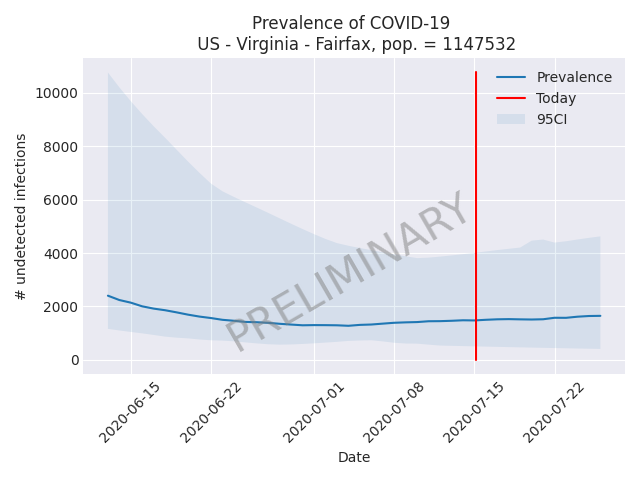 Prevalence of COVID-19
US - Virginia - Fairfax, pop. = 1147532
Prevalence
Today
95CI
PRELIMINARY
# undetected infections
10000
8000
6000
4000
2000
0
2020-06-15
2020-06-22
2020-07-01
2020-07-08
2020-07-15
2020-07-22
Date